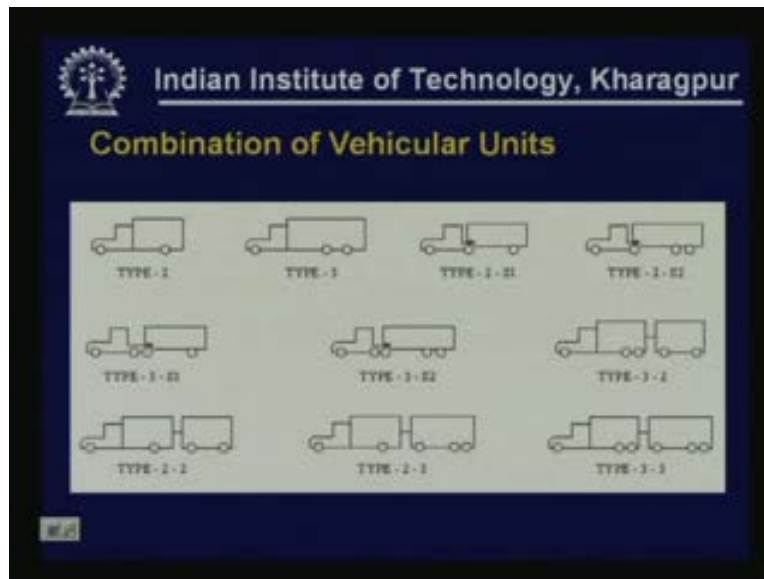 Indian Institute of Technology, Kharagpur
Combination of Vehicular Units
TYPE - 2
TYPE - 3
TYPE - 2 - S1
TYPE - 2 - S2
TYPE - 3 - S1
TYPE - 3 - S2
TYPE - 3 - 2
TYPE - 2 - 2
TYPE - 2 - 3
TYPE - 3 - 3